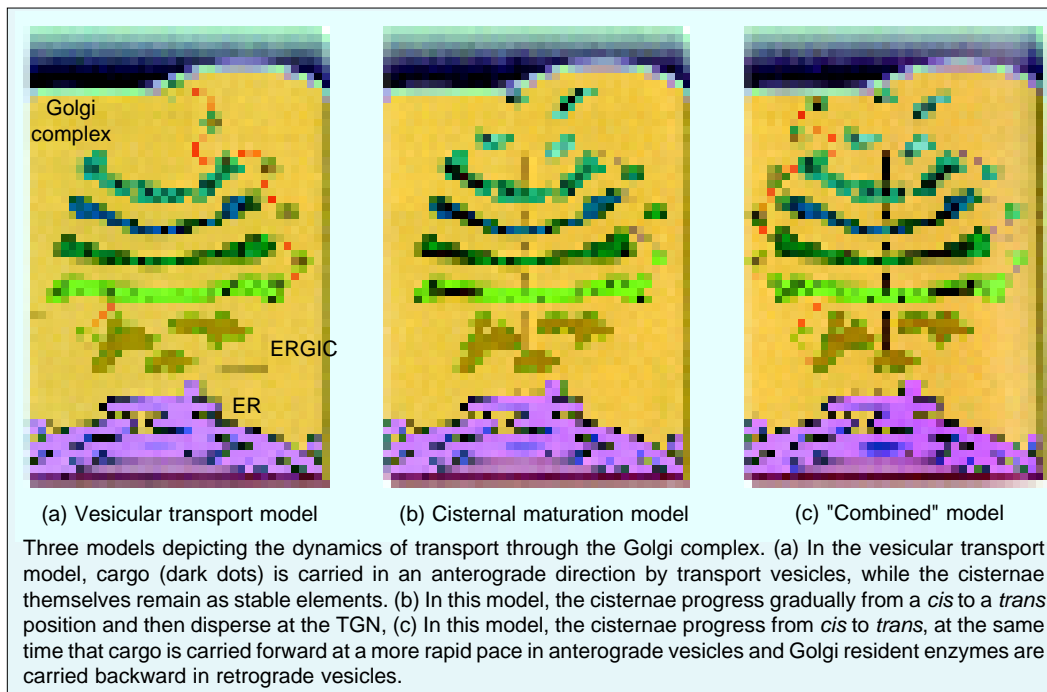 Golgi
complex
ERGIC
ER
(a) Vesicular transport model
(b) Cisternal maturation model
(c) "Combined" model
Three models depicting the dynamics of transport through the Golgi complex. (a) In the vesicular transport
model, cargo (dark dots) is carried in an anterograde direction by transport vesicles, while the cisternae
themselves remain as stable elements. (b) In this model, the cisternae progress gradually from a cis to a trans
position and then disperse at the TGN, (c) In this model, the cisternae progress from cis to trans, at the same
time that cargo is carried forward at a more rapid pace in anterograde vesicles and Golgi resident enzymes are
carried backward in retrograde vesicles.